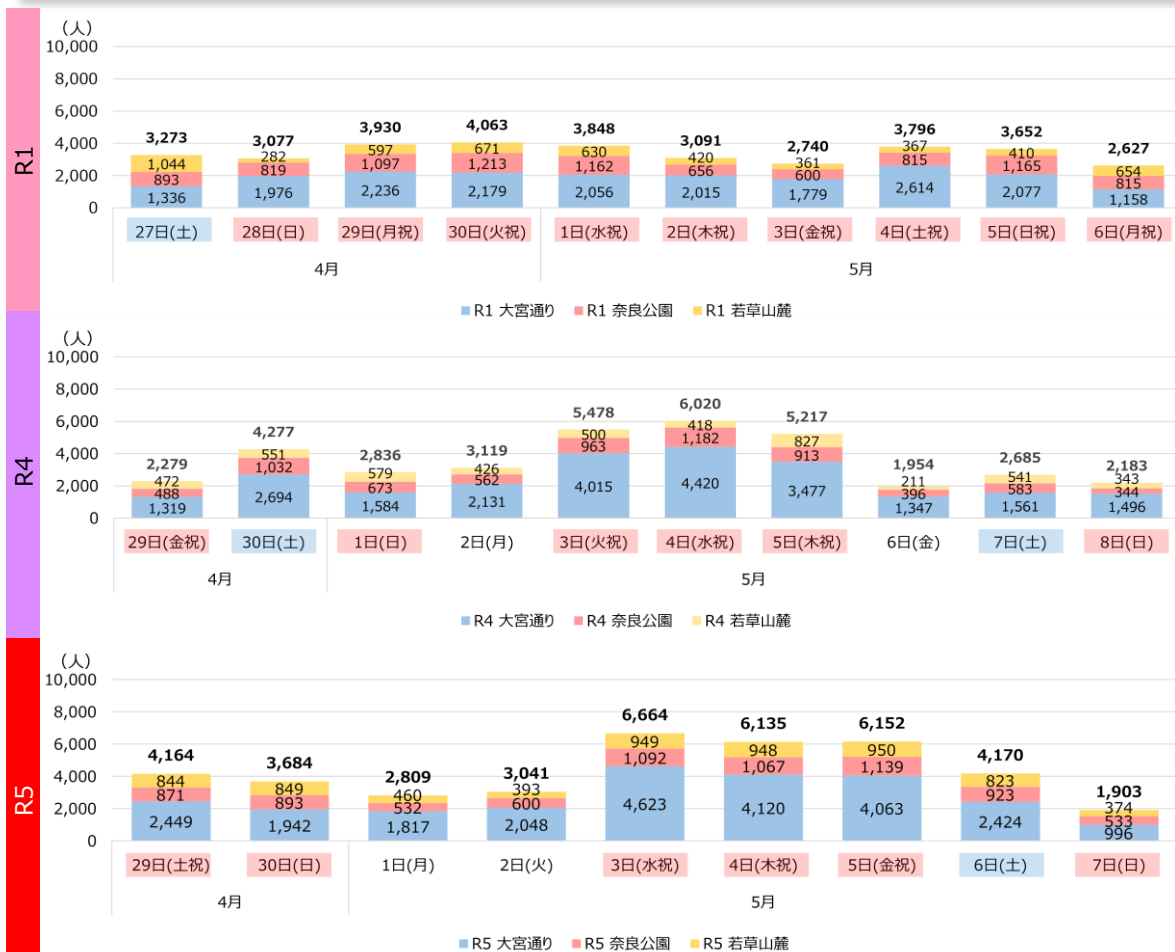 R1
(人)
10,000
8,000
6,000
4,000
2,000
0
3,273 3,077 3,930 4,063 3,848 3,091 2,740 3,796 3,652 2,627
1,044 282 597 671 630 420 361 367 410 654
893 819 1,097 1,213 1,162 656 600 815 1,165 815
1,336 1,976 2,236 2,179 2,056 2,015 1,779 2,614 2,077 1,158
27日(土) 28日(日) 29日(月祝) 30日(火祝) 1日(水祝) 2日(木祝) 3日(金祝) 4日(土祝) 5日(日祝) 6日(月祝)
4月 5月
R1 大宮通り R1 奈良公園 R1 若草山麓
R4
(人)
10,000
8,000
6,000
4,000
2,000
0
2,279 4,277 2,836 3,119 5,478 6,020 5,217 1,954 2,685 2,183
472 551 579 426 500 418 827 211 541 343
488 1,032 673 562 963 1,182 913 396 583 344
1,319 2,694 1,584 2,131 4,015 4,420 3,477 1,347 1,561 1,496
29日(金祝) 30日(土) 1日(日) 2日(月) 3日(火祝) 4日(水祝) 5日(木祝) 6日(金) 7日(土) 8日(日)
4月 5月
R4 大宮通り R4 奈良公園 R4 若草山麓
R5
(人)
10,000
8,000
6,000
4,000
2,000
0
4,164 3,684 2,809 3,041 6,664 6,135 6,152 4,170 1,903
844 849 460 393 949 948 950 823 374
871 893 532 600 1,092 1,067 1,139 923 533
2,449 1,942 1,817 2,048 4,623 4,120 4,063 2,424 996
29日(土祝) 30日(日) 1日(月) 2日(火) 3日(水祝) 4日(木祝) 5日(金祝) 6日(土) 7日(日)
4月 5月
R5 大宮通り R5 奈良公園 R5 若草山麓